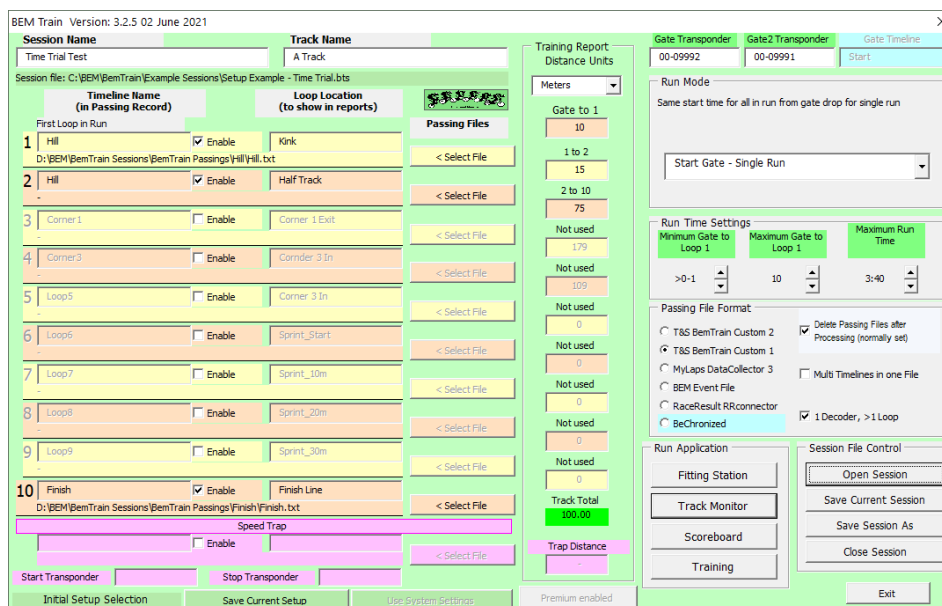 BEM Train Version: 3.2.5 02 June 2021
Session Name
Track Name
Time Trial Test
A Track
Session file: C:\BEM\BemTrain\Example Sessions\Setup Example - Time Trial.bts
Timeline Name
(in Passing Record)
Loop Location
(to show in reports)
Passing Files
First Loop in Run
1 Hill Enable Kink
D:\BEM\BemTrain Sessions\BemTrain Passings\Hill\Hill.txt
< Select File
2 Hill Enable Half Track
-
< Select File
3 Corner1 Enable Corner 1 Exit
-
< Select File
4 Corner3 Enable Cornder 3 In
-
< Select File
5 Loop5 Enable Corner 3 In
-
< Select File
6 Loop6 Enable Sprint_Start
-
< Select File
7 Loop7 Enable Sprint_10m
-
< Select File
8 Loop8 Enable Sprint_20m
-
< Select File
9 Loop9 Enable Sprint_30m
-
< Select File
10 Finish Enable Finish Line
D:\BEM\BemTrain Sessions\BemTrain Passings\Finish\Finish.txt
< Select File
Speed Trap
Enable
< Select File
Start Transponder
Stop Transponder
Initial Setup Selection
Save Current Setup
Use System Settings
Training Report
Distance Units
Meters
Gate to 1
10
1 to 2
15
2 to 10
75
Not used
179
Not used
109
Not used
0
Not used
0
Not used
0
Not used
0
Not used
0
Track Total
100.00
Trap Distance
-
Premium enabled
Gate Transponder
Gate2 Transponder
Gate Timeline
00-09992
00-09991
Start
Run Mode
Same start time for all in run from gate drop for single run
Start Gate - Single Run
Run Time Settings
Minimum Gate to
Loop 1
Maximum Gate to
Loop 1
Maximum Run
Time
>0-1
10
3:40
Passing File Format
T&S BemTrain Custom 2
T&S BemTrain Custom 1
MyLaps DataCollector 3
BEM Event File
RaceResult RRconnector
BeChronized
Delete Passing Files after
Processing (normally set)
Multi Timelines in one File
1 Decoder, >1 Loop
Run Application
Fitting Station
Track Monitor
Scoreboard
Training
Session File Control
Open Session
Save Current Session
Save Session As
Close Session
Exit